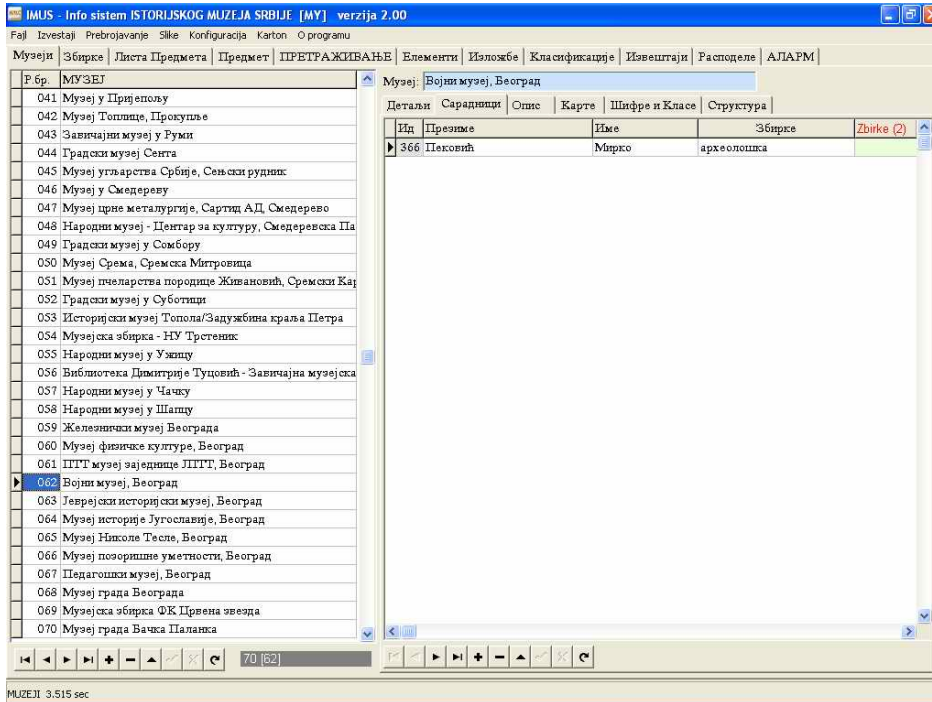 IMUS - Info sistem ISTORIJSKOG MUZEJA SRBIJE [MY] verzija 2.00
Fajl Izvestaji Prebrojavanje Slike Konfiguracija Karton O programu
Музеји Збирке Листа Предмета Предмет ПРЕТРАЖИВАЊЕ Елементи Изложбе Класификације Извештаји Расподеле АЛАРМ
Р.бр. МУЗЕЈ
041 Музеј у Пријепољу
042 Музеј Топлице, Прокупље
043 Завичајни музеј у Руми
044 Градски музеј Сента
045 Музеј угљарства Србије, Сењски рудник
046 Музеј у Смедереву
047 Музеј црне металургије, Сартид АД, Смедерево
048 Народни музеј - Центар за културу, Смедеревска Па
049 Градски музеј у Сомбору
050 Музеј Срема, Сремска Митровица
051 Музеј пчеларства породице Живановић, Сремски Кар
052 Градски музеј у Суботици
053 Историјски музеј Топола/Задужбина краља Петра
054 Музејска збирка - НУ Трстеник
055 Народни музеј у Ужицу
056 Библиотека Димитрије Туцовић - Завичајна музејска
057 Народни музеј у Чачку
058 Народни музеј у Шапцу
059 Железнички музеј Београда
060 Музеј физичке културе, Београд
061 ПТТ музеј заједнице ЈПТТ, Београд
062 Војни музеј, Београд
063 Јеврејски историјски музеј, Београд
064 Музеј историје Југославије, Београд
065 Музеј Николе Тесле, Београд
066 Музеј позоришне уметности, Београд
067 Педагошки музеј, Београд
068 Музеј града Београда
069 Музејска збирка ФК Црвена звезда
070 Музеј града Бачка Паланка
70 [62]
Музеј: Војни музеј, Београд
Детаљи Сарадници Опис Карте Шифре и Класе Структура
Ид Презиме Име Збирке Zbirke (2)
366 Пековић Мирко археолошка
MUZEJI 3.515 sec